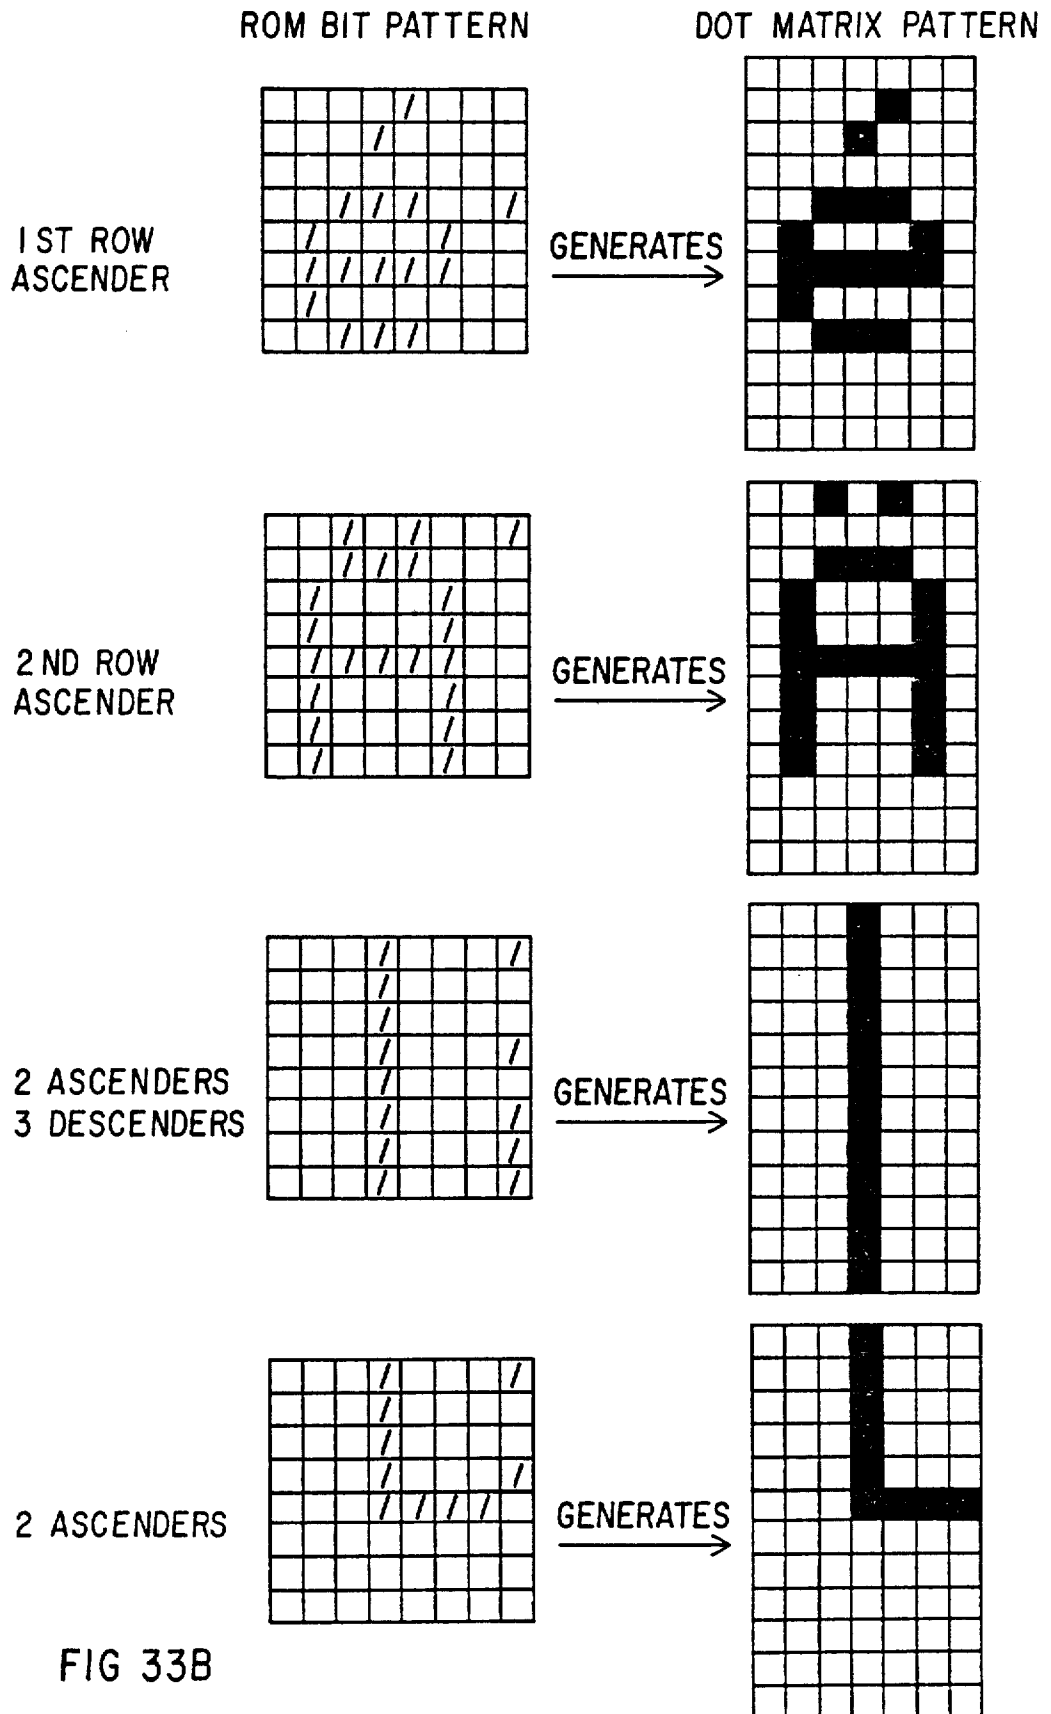 ROM BIT PATTERN
DOT MATRIX PATTERN
1ST ROW
ASCENDER
GENERATES
2ND ROW
ASCENDER
GENERATES
2 ASCENDERS
3 DESCENDERS
GENERATES
2 ASCENDERS
GENERATES
FIG 33B